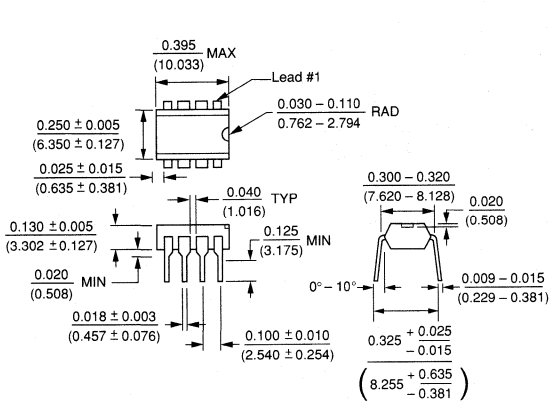 0.395 MAX
(10.033)
Lead #1
0.030 – 0.110 RAD
0.762 – 2.794
0.250 ± 0.005
(6.350 ± 0.127)
0.025 ± 0.015
(0.635 ± 0.381)
0.040 TYP
(1.016)
0.300 – 0.320
(7.620 – 8.128)
0.020
(0.508)
0.130 ± 0.005
(3.302 ± 0.127)
0.125 MIN
(3.175)
0.020 MIN
(0.508)
0° – 10°
0.009 – 0.015
(0.229 – 0.381)
0.018 ± 0.003
(0.457 ± 0.076)
0.100 ± 0.010
(2.540 ± 0.254)
0.325 + 0.025
– 0.015
(8.255 + 0.635
– 0.381)